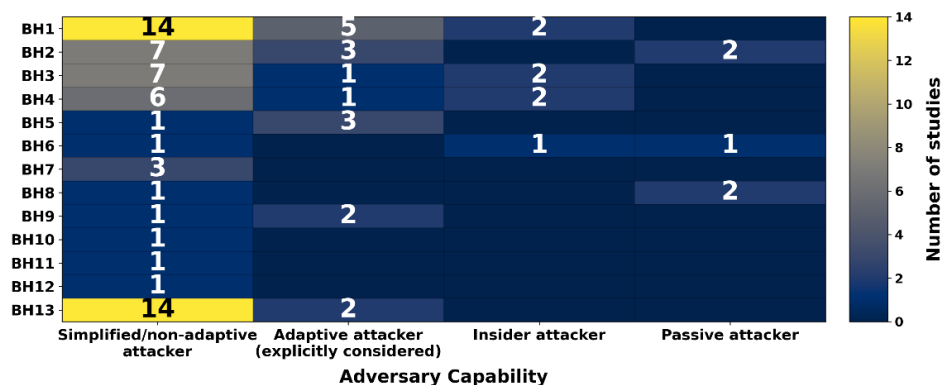 BH1 14 5 2
BH2 7 3 2
BH3 7 1 2
BH4 6 1 2
BH5 1 3
BH6 1 1 1
BH7 3
BH8 1 2
BH9 1 2
BH10 1
BH11 1
BH12 1
BH13 14 2
Simplified/non-adaptive
attacker
Adaptive attacker
(explicitly considered)
Insider attacker
Passive attacker
Adversary Capability
14
12
10
8
6
4
2
0
Number of studies